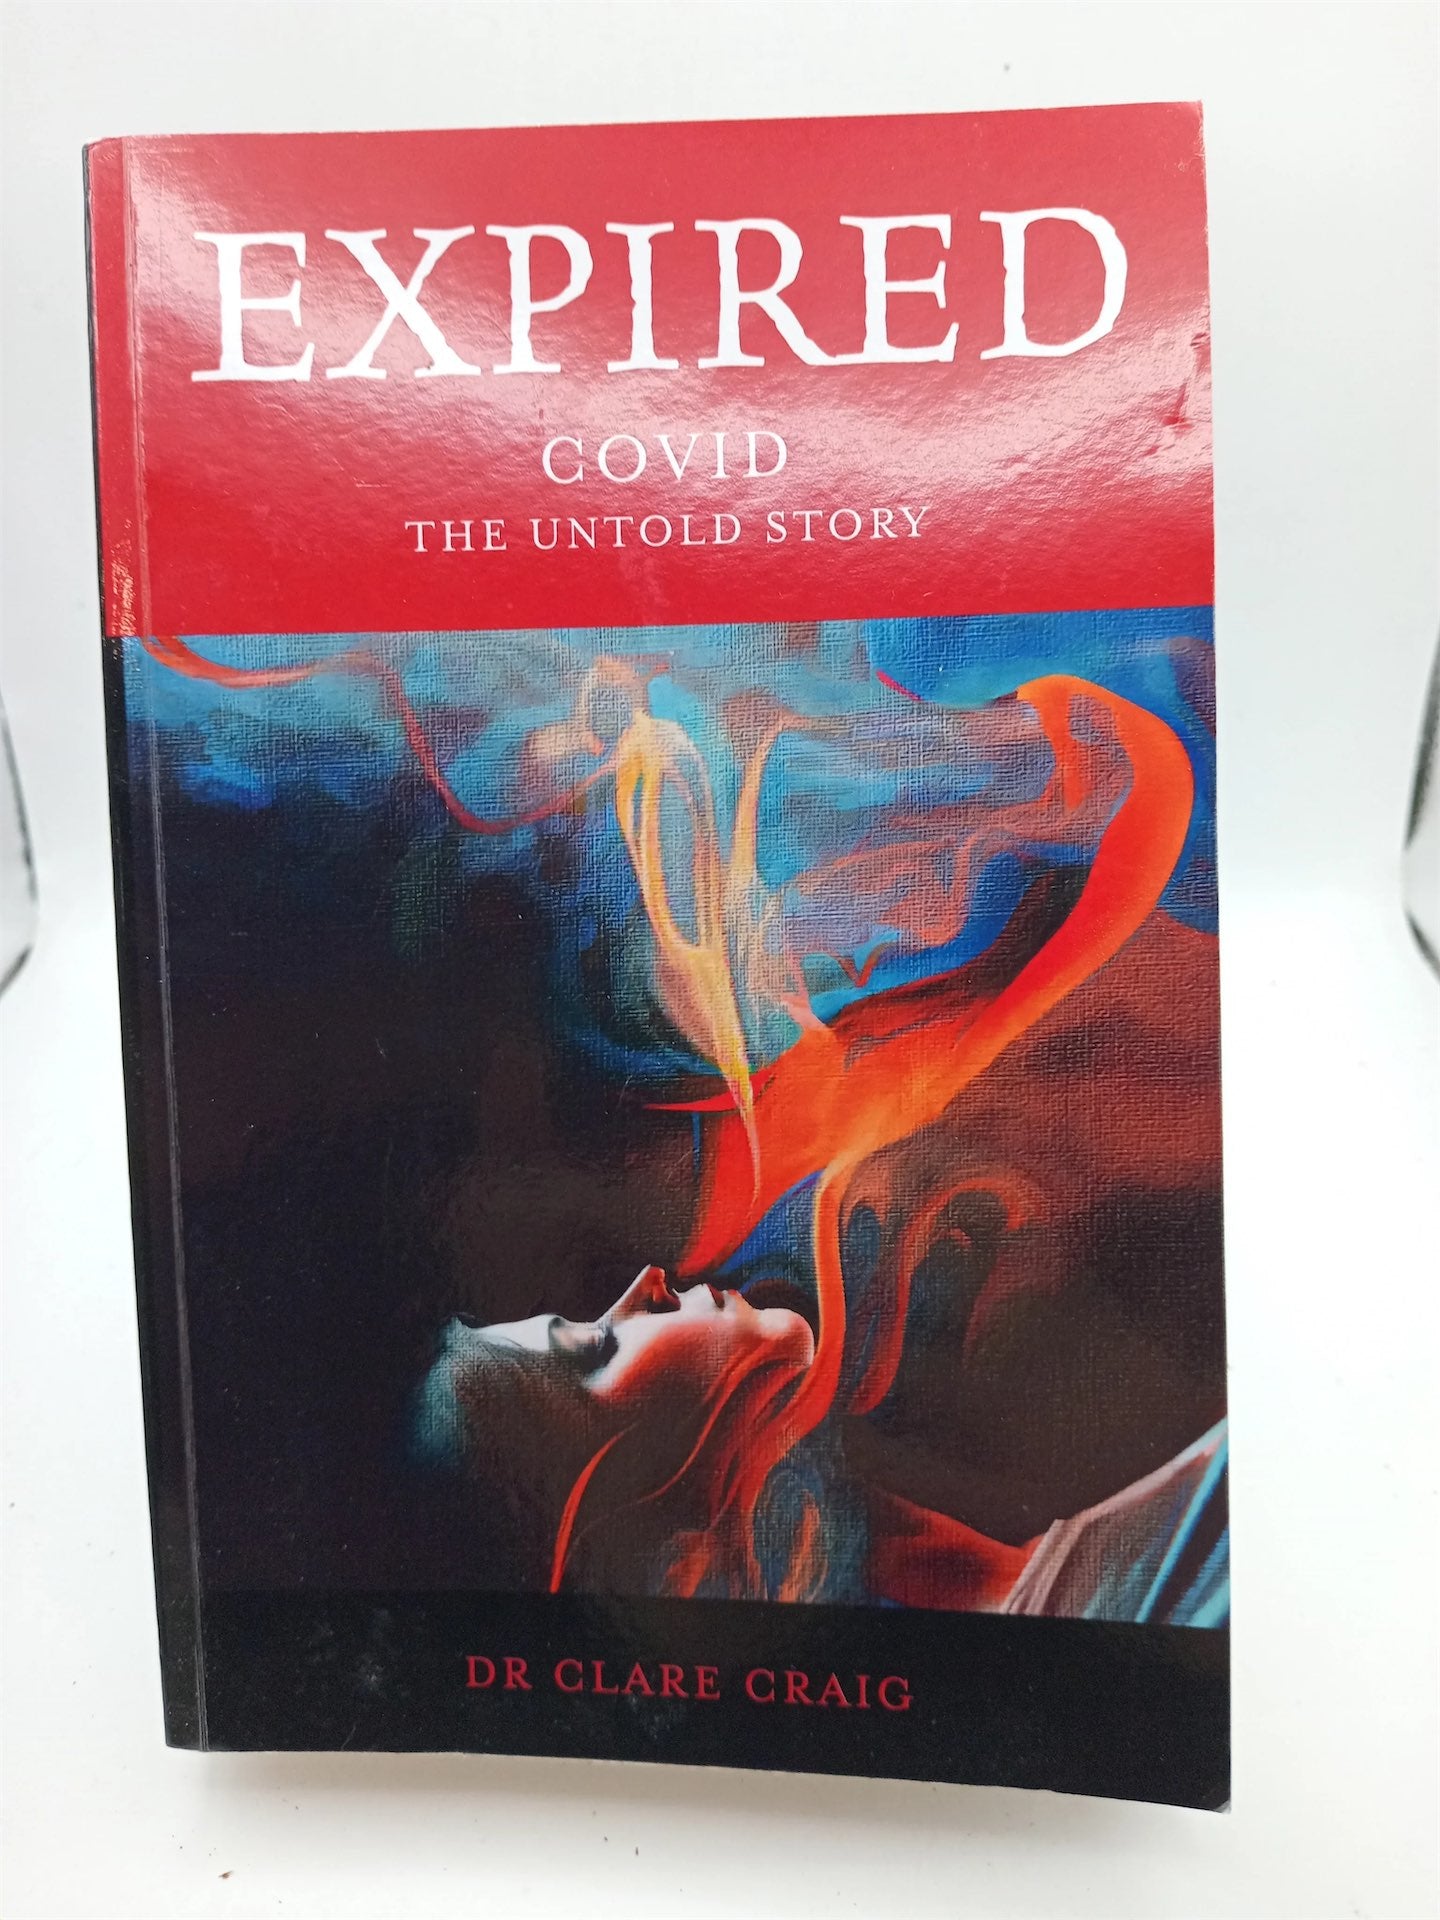 EXPIRED
COVID
THE UNTOLD STORY
DR CLARE CRAIG